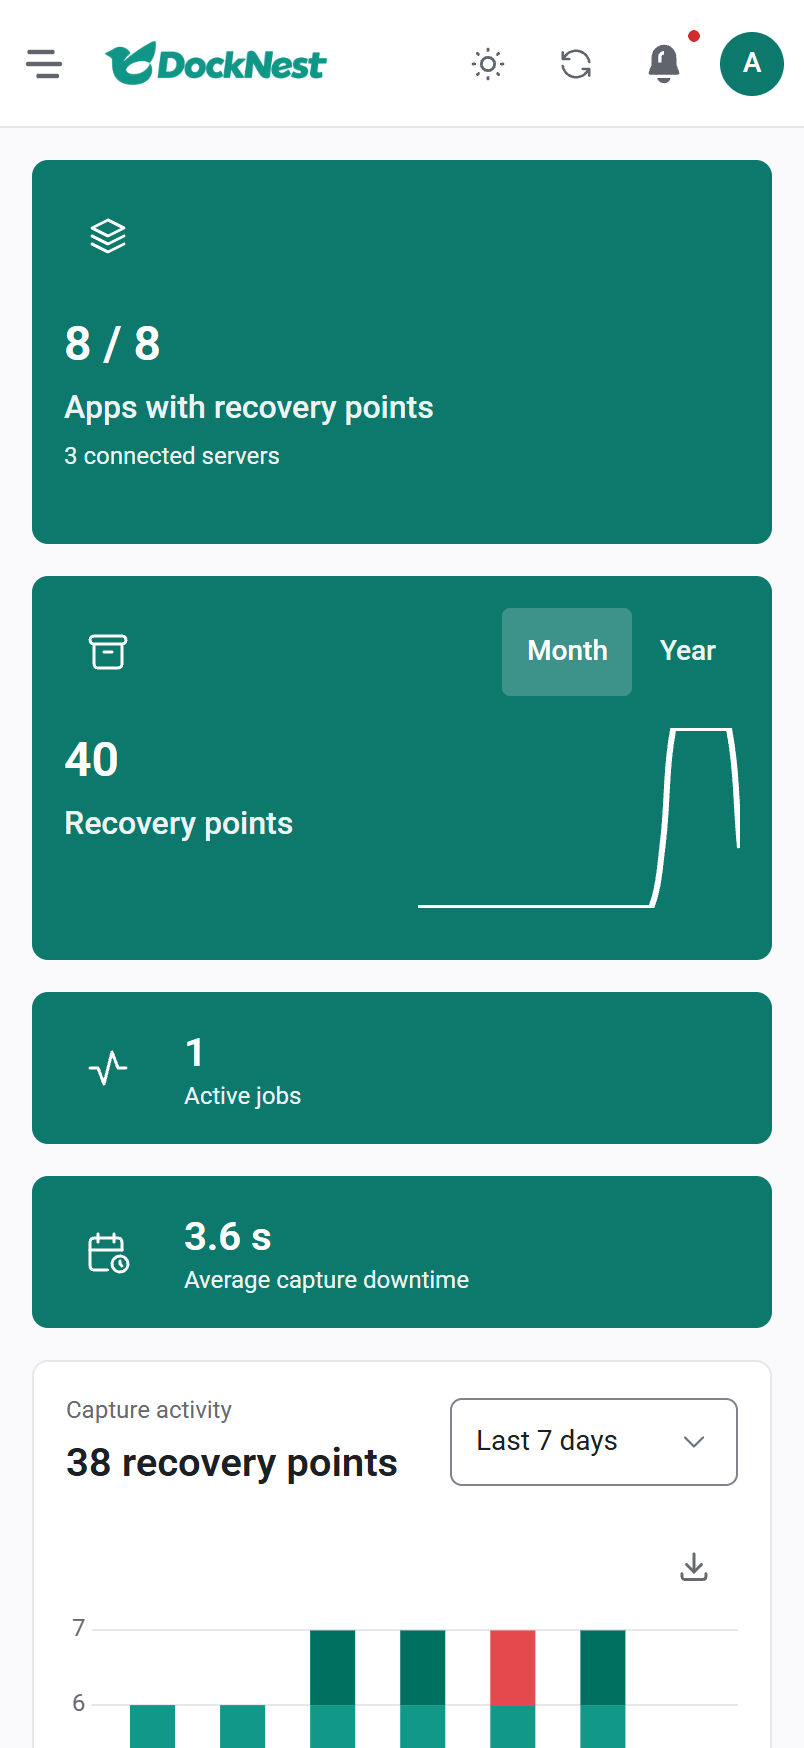 DockNest
A
8 / 8
Apps with recovery points
3 connected servers
Month Year
40
Recovery points
1
Active jobs
3.6 s
Average capture downtime
Capture activity
38 recovery points
Last 7 days
7
6